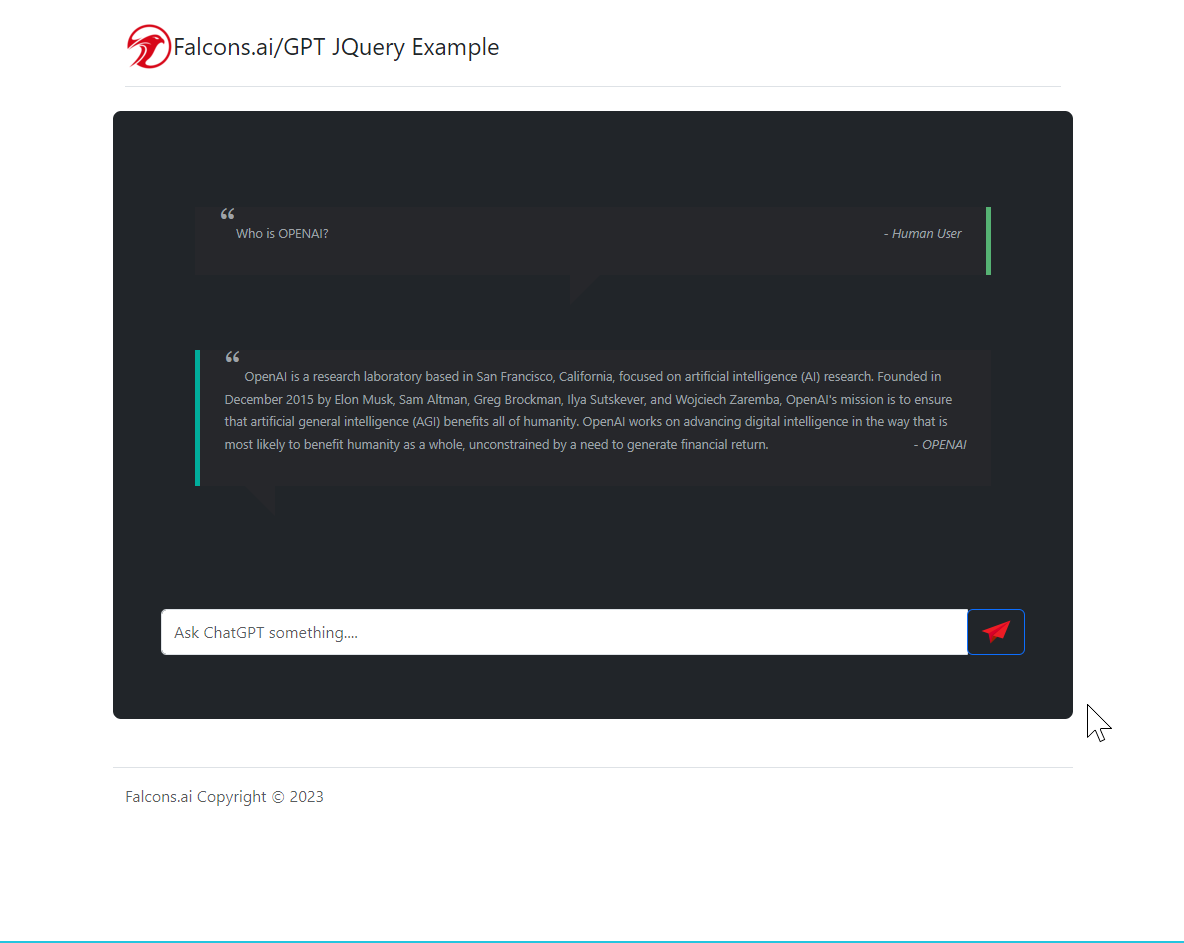 Falcons.ai/GPT JQuery Example
“
Who is OPENAI? - Human User
“
OpenAI is a research laboratory based in San Francisco, California, focused on artificial intelligence (AI) research. Founded in
December 2015 by Elon Musk, Sam Altman, Greg Brockman, Ilya Sutskever, and Wojciech Zaremba, OpenAI's mission is to ensure
that artificial general intelligence (AGI) benefits all of humanity. OpenAI works on advancing digital intelligence in the way that is
most likely to benefit humanity as a whole, unconstrained by a need to generate financial return. - OPENAI
Ask ChatGPT something....
Falcons.ai Copyright © 2023